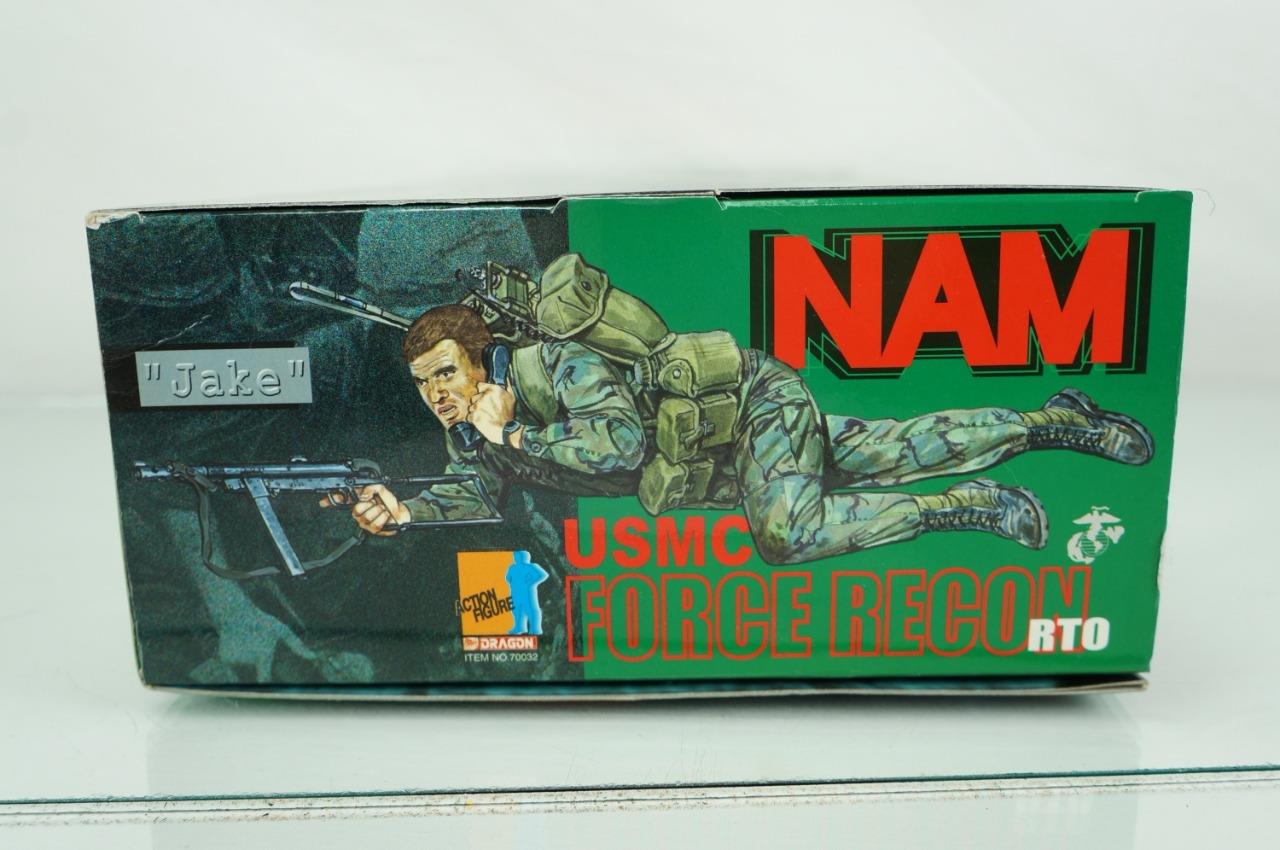 NAM
"Jake"
USMC
FORCE RECON
RTO
ACTION
FIGURE
DRAGON
ITEM NO.70032